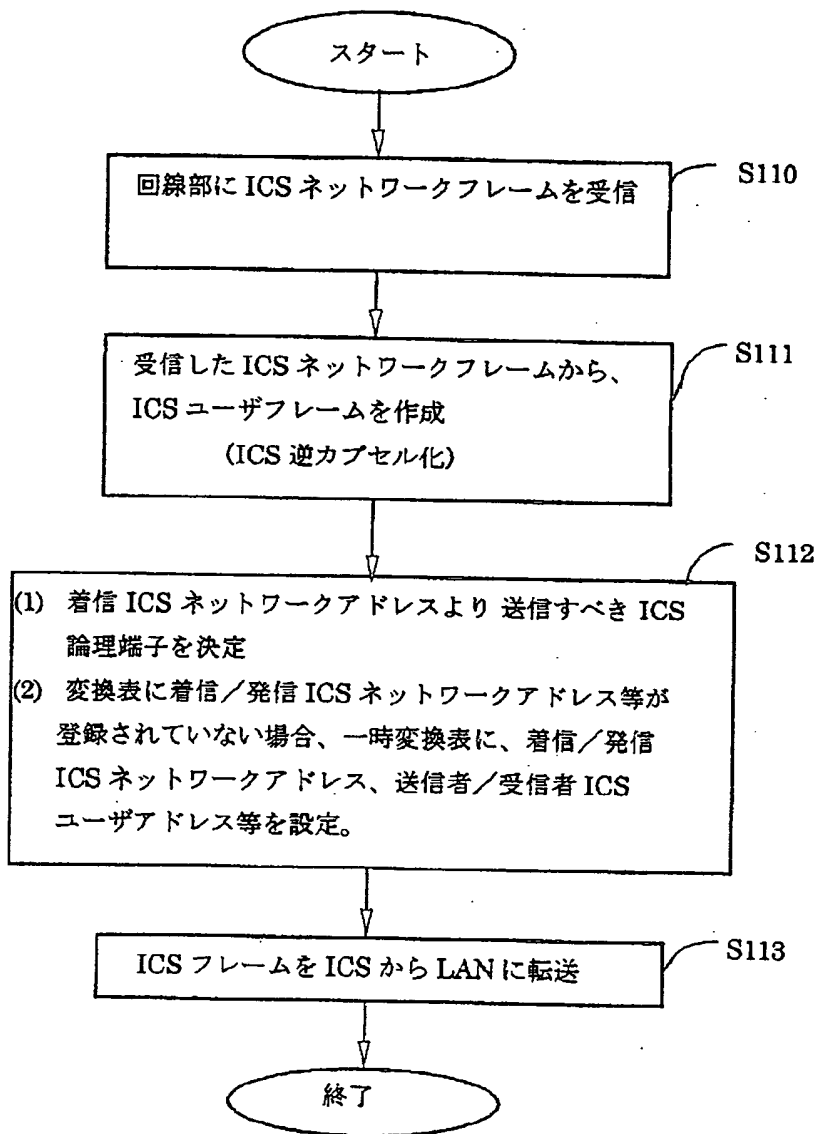 スタート
回線部に ICS ネットワークフレームを受信
S110
受信した ICS ネットワークフレームから、
ICS ユーザフレームを作成
(ICS 逆カプセル化)
S111
S112
(1) 着信 ICS ネットワークアドレスより 送信すべき ICS
論理端子を決定
(2) 変換表に着信／発信 ICS ネットワークアドレス等が
登録されていない場合、一時変換表に、着信／発信
ICS ネットワークアドレス、送信者／受信者 ICS
ユーザアドレス等を設定。
ICS フレームを ICS から LAN に転送
S113
終了